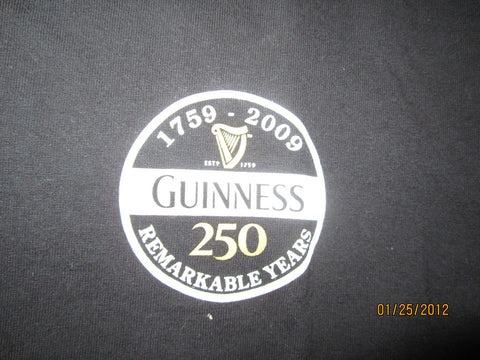 1759 - 2009
ESTD 1759
GUINNESS
250
REMARKABLE YEARS
01/25/2012